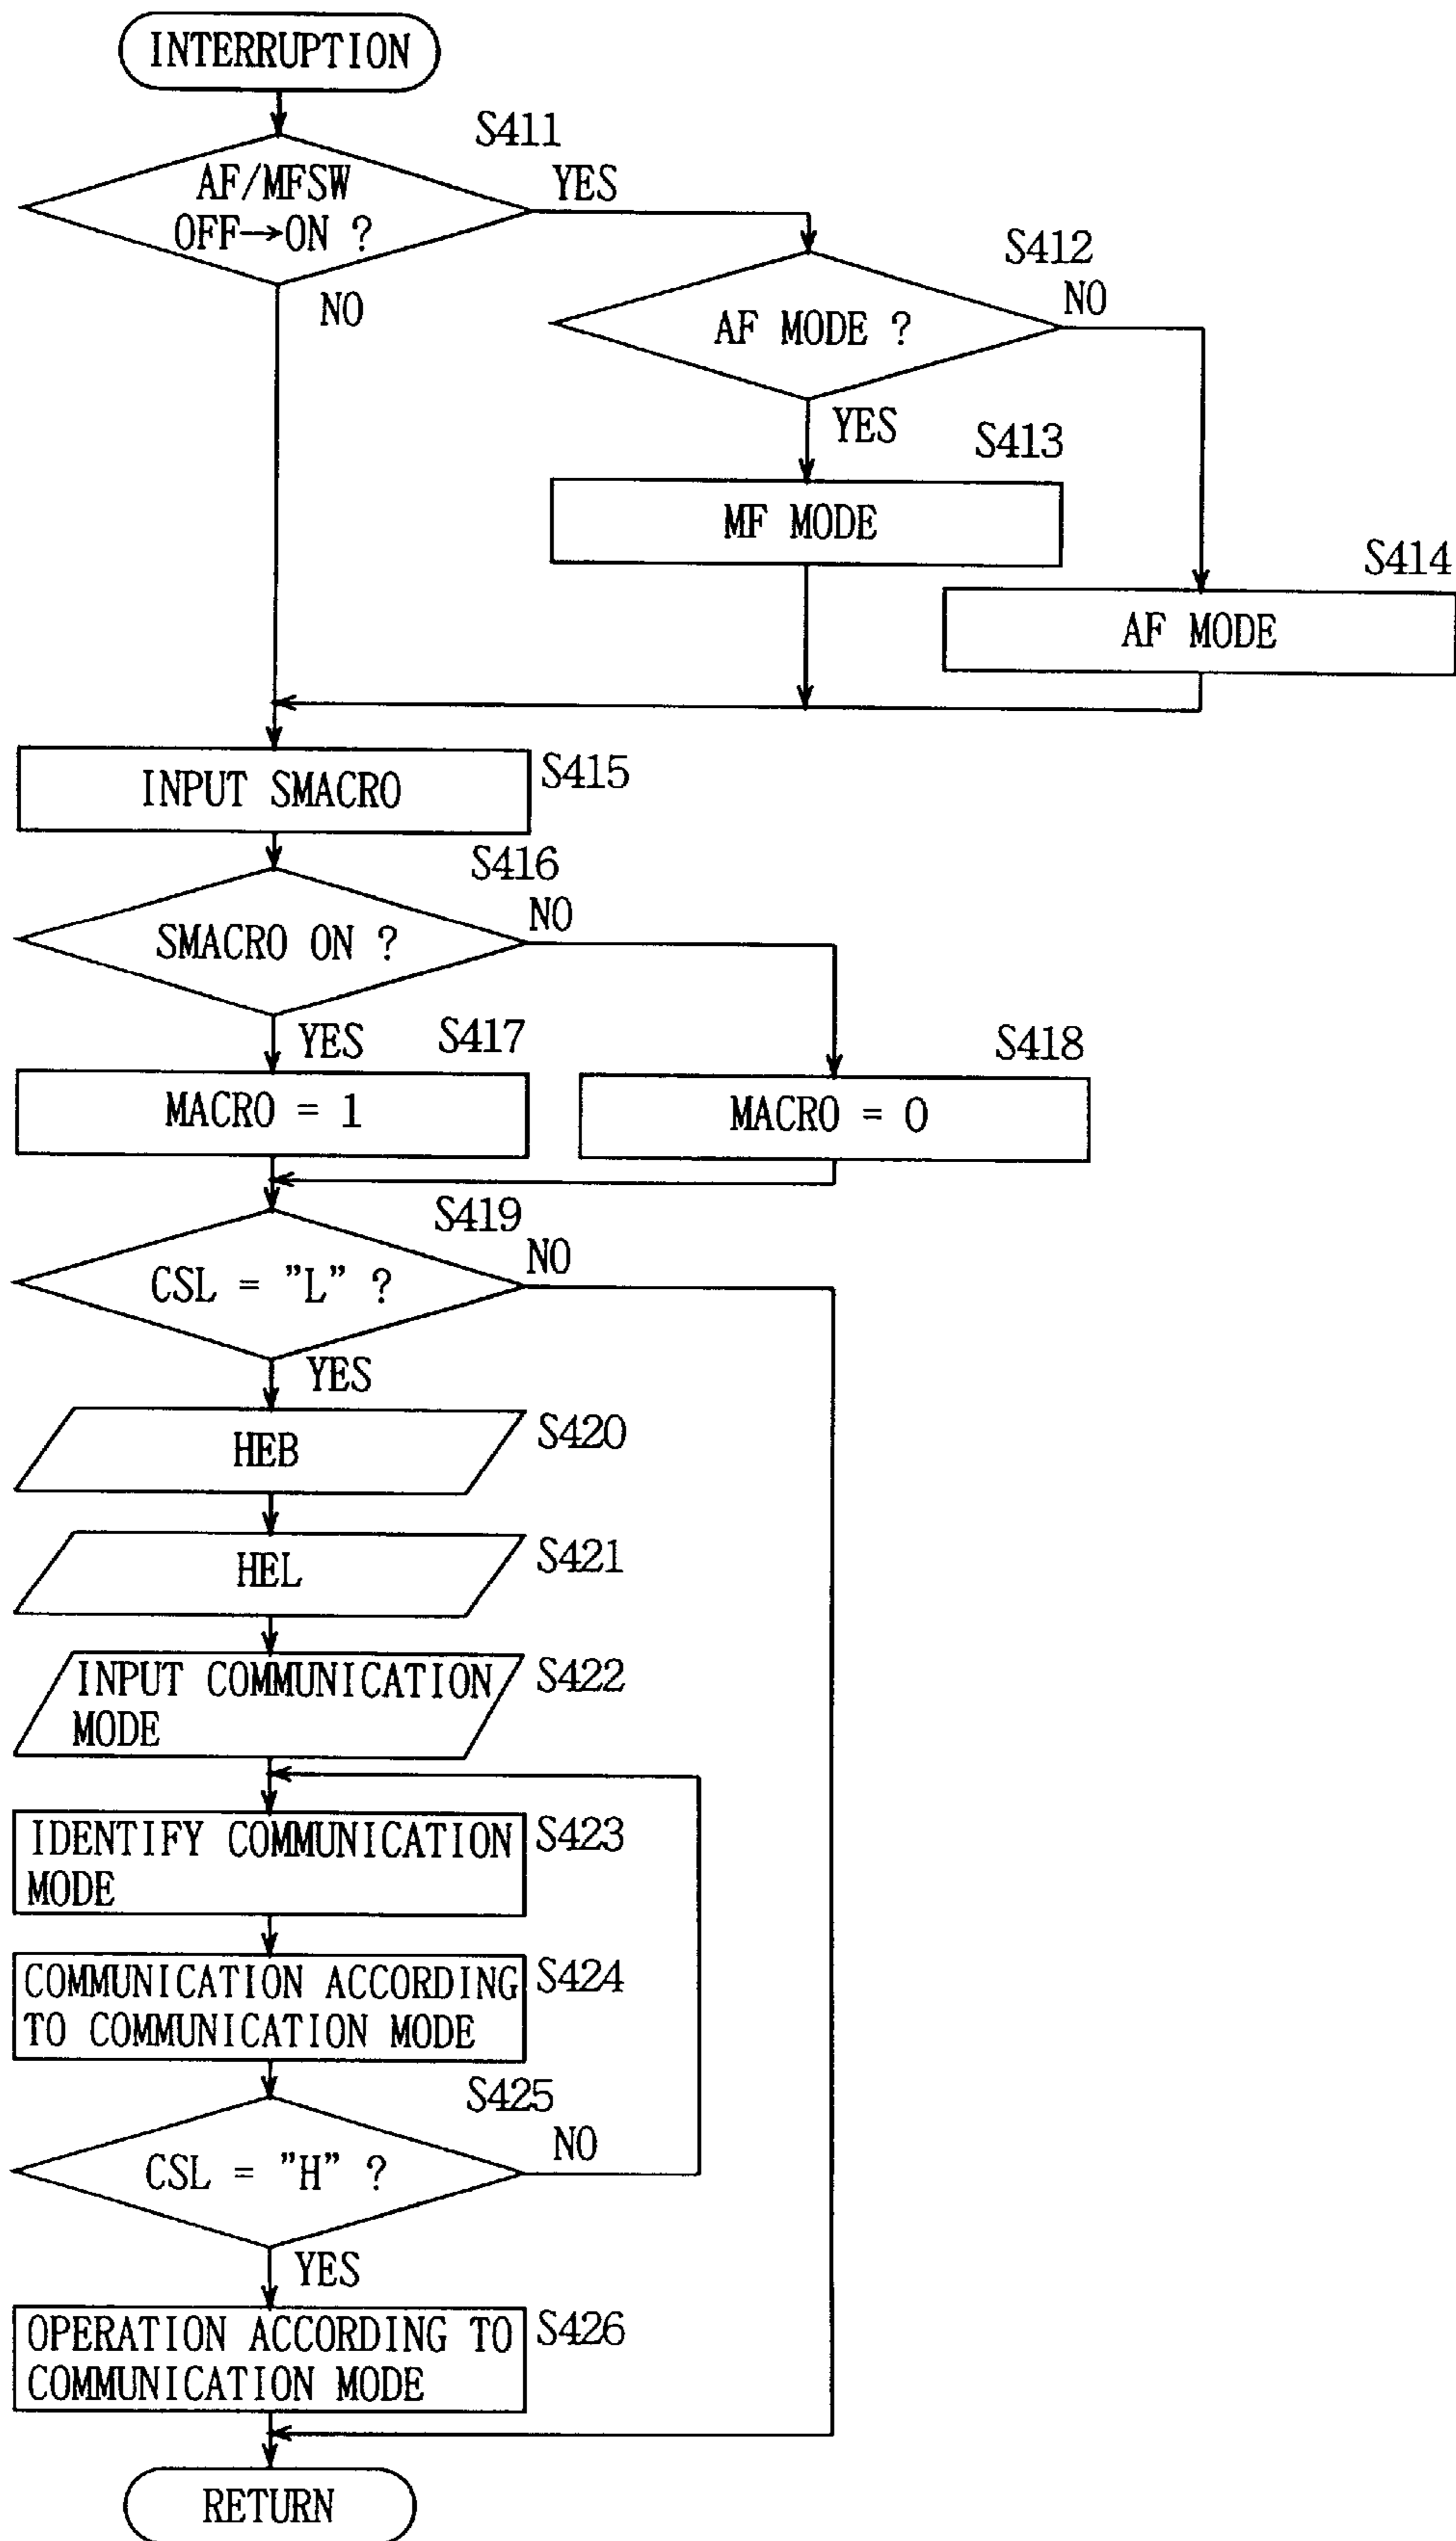 INTERRUPTION
S411
AF/MFSW
OFF→ON ?
YES
NO
S412
AF MODE ?
NO
YES
S413
MF MODE
S414
AF MODE
INPUT SMACRO
S415
S416
SMACRO ON ?
NO
YES
S417
MACRO = 1
S418
MACRO = 0
S419
CSL = "L" ?
NO
YES
HEB
S420
HEL
S421
INPUT COMMUNICATION
MODE
S422
IDENTIFY COMMUNICATION
MODE
S423
COMMUNICATION ACCORDING
TO COMMUNICATION MODE
S424
S425
CSL = "H" ?
NO
YES
OPERATION ACCORDING TO
COMMUNICATION MODE
S426
RETURN